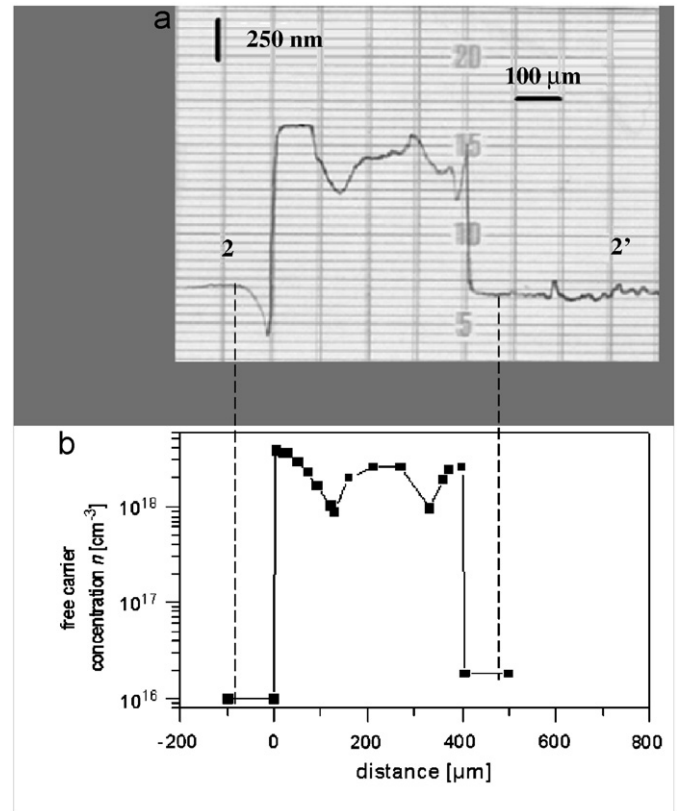 a
250 nm
20
100 µm
15
2
10
2’
5
b
free carrier
concentration n [cm⁻³]
10¹⁸
10¹⁷
10¹⁶
-200
0
200
400
600
800
distance [µm]